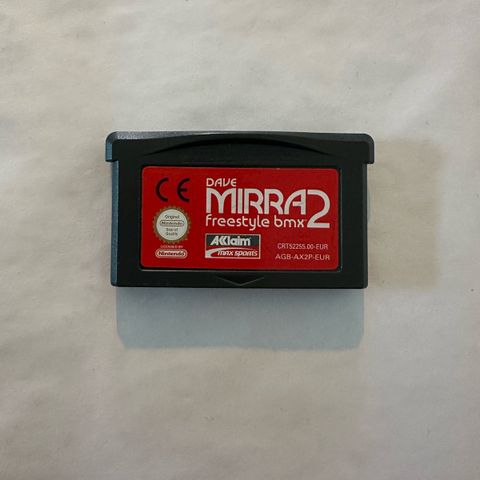 CE
DAVE
MIRRA 2
freestyle bmx
Original
Nintendo
Seal of
Quality
LICENSED BY
Nintendo
AKKlaim
max sports
CRT52255.00-EUR
AGB-AX2P-EUR